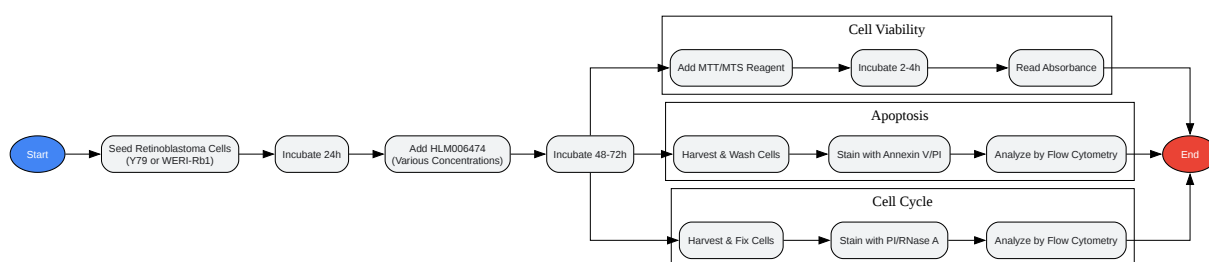 Start
Seed Retinoblastoma Cells
(Y79 or WERI-Rb1)
Incubate 24h
Add HLM006474
(Various Concentrations)
Incubate 48-72h
Cell Viability
Add MTT/MTS Reagent
Incubate 2-4h
Read Absorbance
Apoptosis
Harvest & Wash Cells
Stain with Annexin V/PI
Analyze by Flow Cytometry
Cell Cycle
Harvest & Fix Cells
Stain with PI/RNase A
Analyze by Flow Cytometry
End